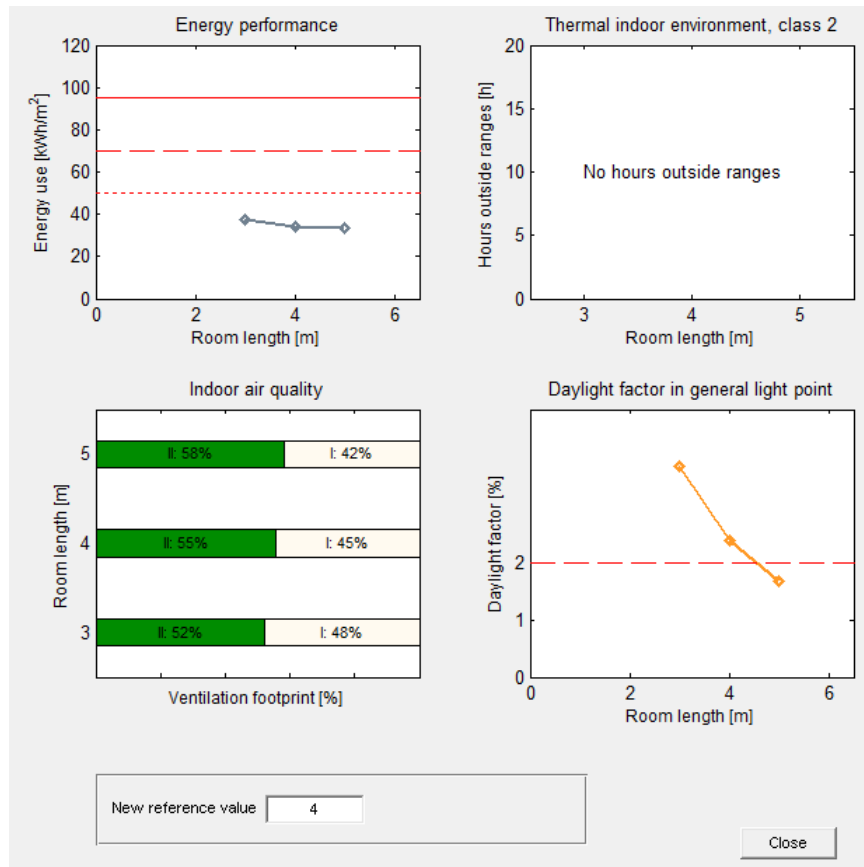 Energy performance
120
100
80
60
40
20
0
0 2 4 6
Energy use [kWh/m²]
Room length [m]
Thermal indoor environment, class 2
20
15
10
5
0
3 4 5
Hours outside ranges [h]
No hours outside ranges
Room length [m]
Indoor air quality
5
4
3
Room length [m]
II: 58% I: 42%
II: 55% I: 45%
II: 52% I: 48%
Ventilation footprint [%]
Daylight factor in general light point
2
1
0
0 2 4 6
Daylight factor [%]
Room length [m]
New reference value 4
Close